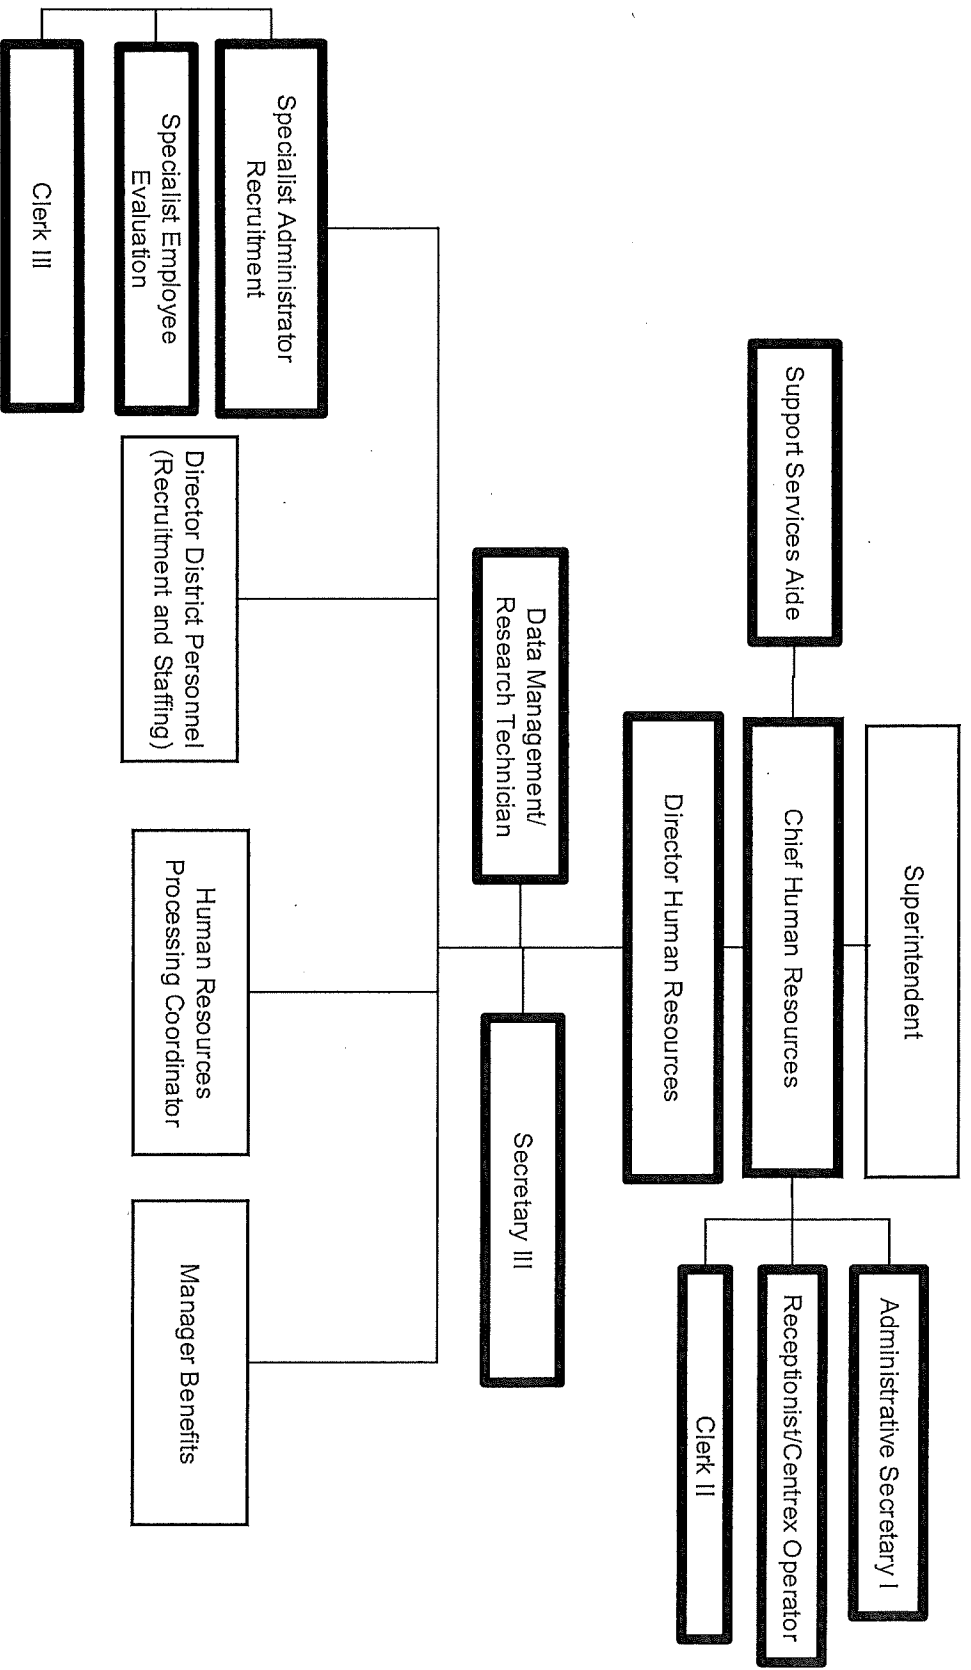 Superintendent
Support Services Aide
Chief Human Resources
Administrative Secretary I
Receptionist/Centrex Operator
Clerk II
Director Human Resources
Data Management/
Research Technician
Secretary III
Specialist Administrator
Recruitment
Specialist Employee
Evaluation
Clerk III
Director District Personnel
(Recruitment and Staffing)
Human Resources
Processing Coordinator
Manager Benefits